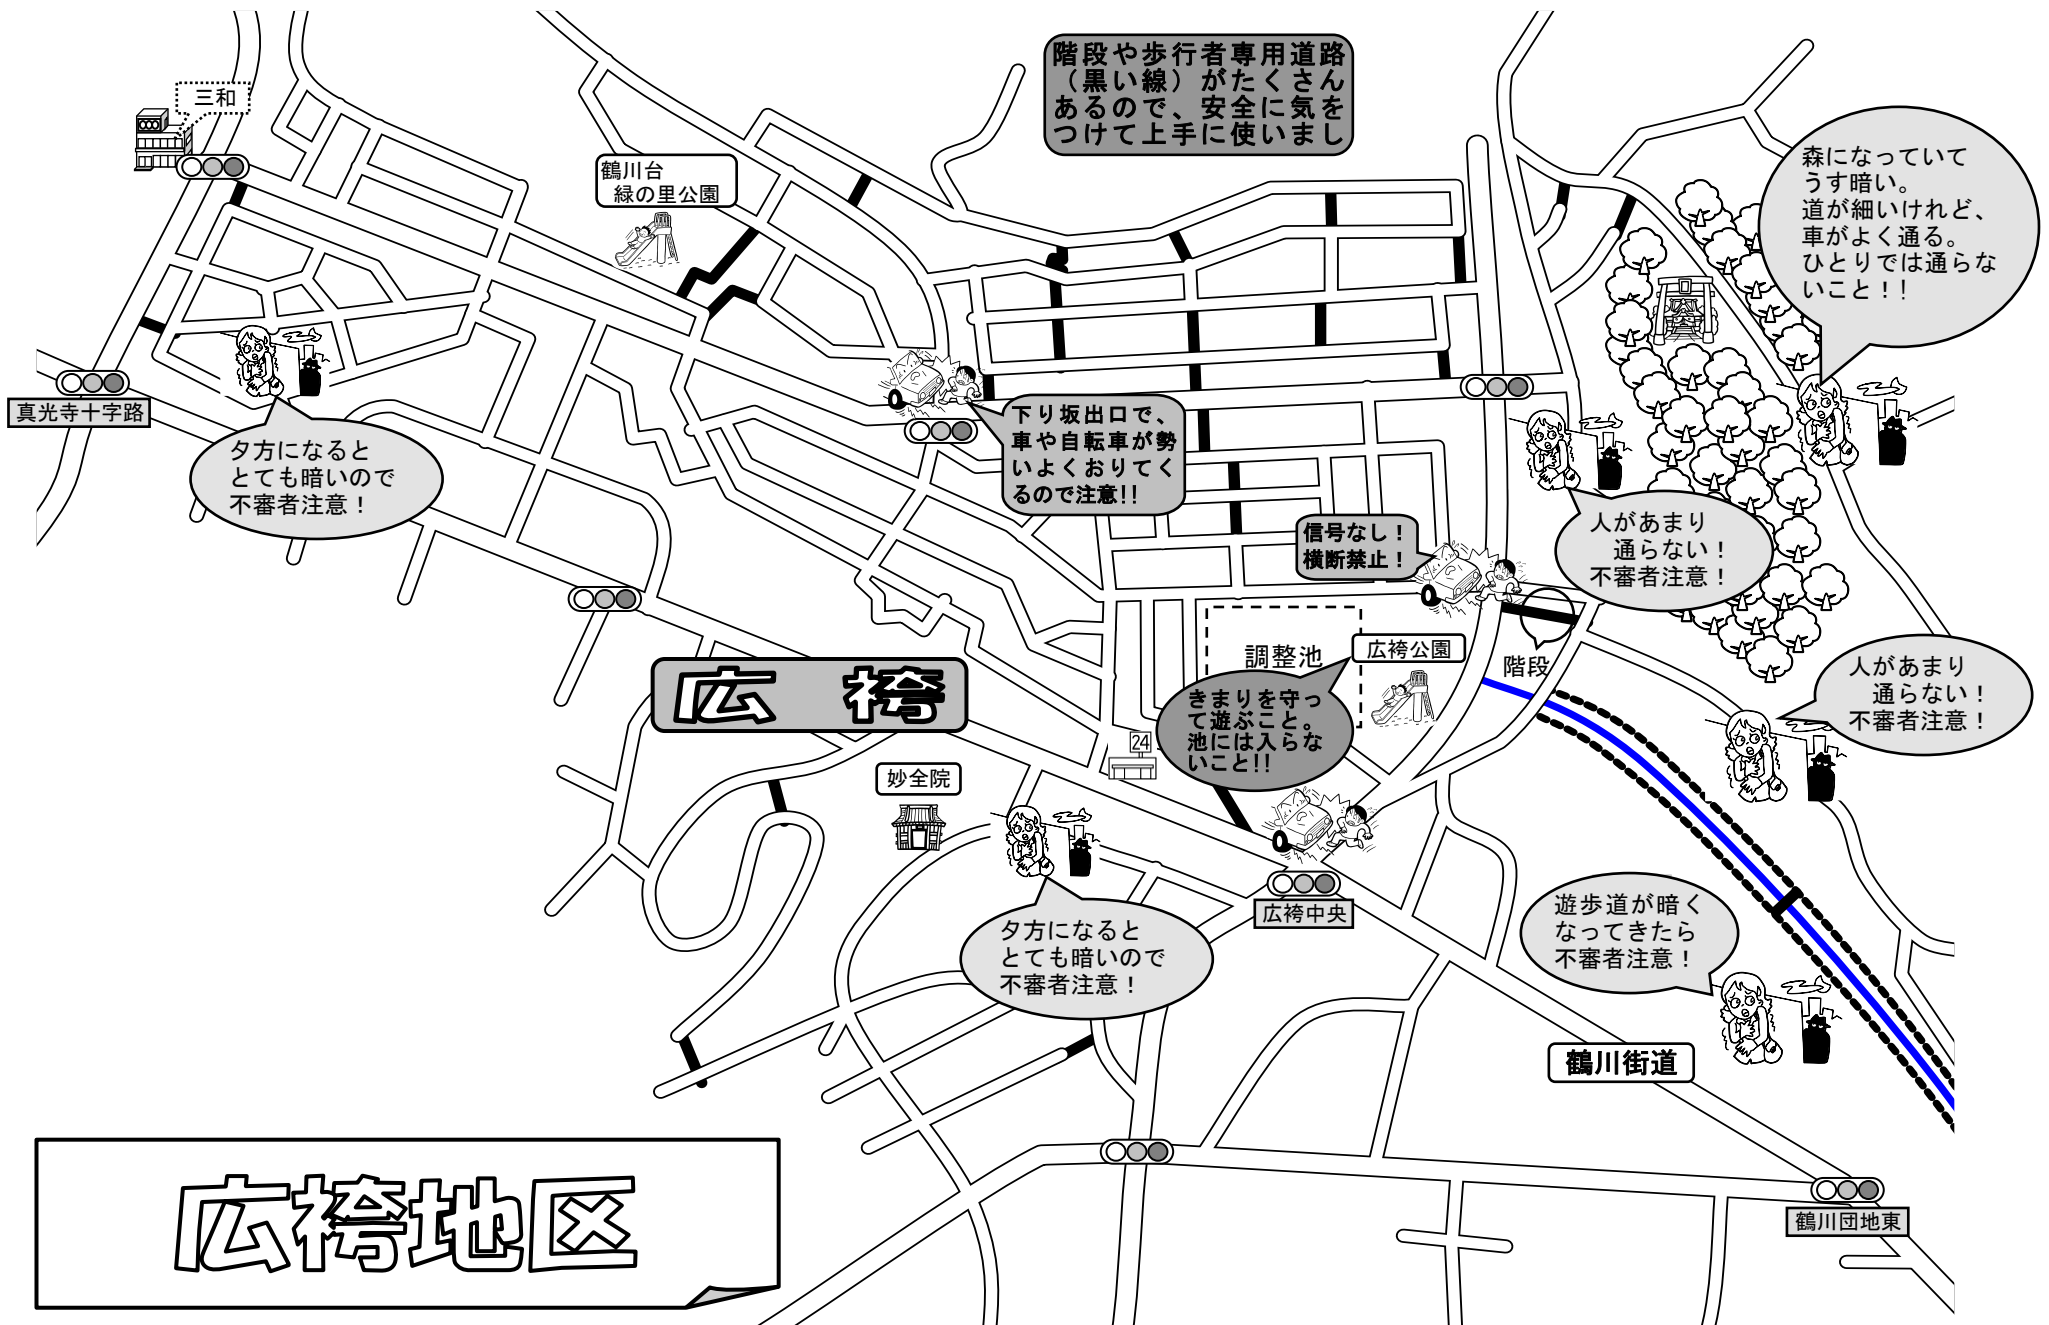 階段や歩行者専用道路
（黒い線）がたくさん
あるので、安全に気を
つけて上手に使いまし
三和
鶴川台
緑の里公園
森になっていて
うす暗い。
道が細いけれど、
車がよく通る。
ひとりでは通らな
いこと！！
真光寺十字路
夕方になると
とても暗いので
不審者注意！
下り坂出口で、
車や自転車が勢
いよくおりてく
るので注意!!
信号なし！
横断禁止！
人があまり
通らない！
不審者注意！
調整池
広袴公園
階段
きまりを守っ
て遊ぶこと。
池には入らな
いこと!!
人があまり
通らない！
不審者注意！
広　袴
24
妙全院
広袴中央
夕方になると
とても暗いので
不審者注意！
遊歩道が暗く
なってきたら
不審者注意！
鶴川街道
鶴川団地東
広袴地区